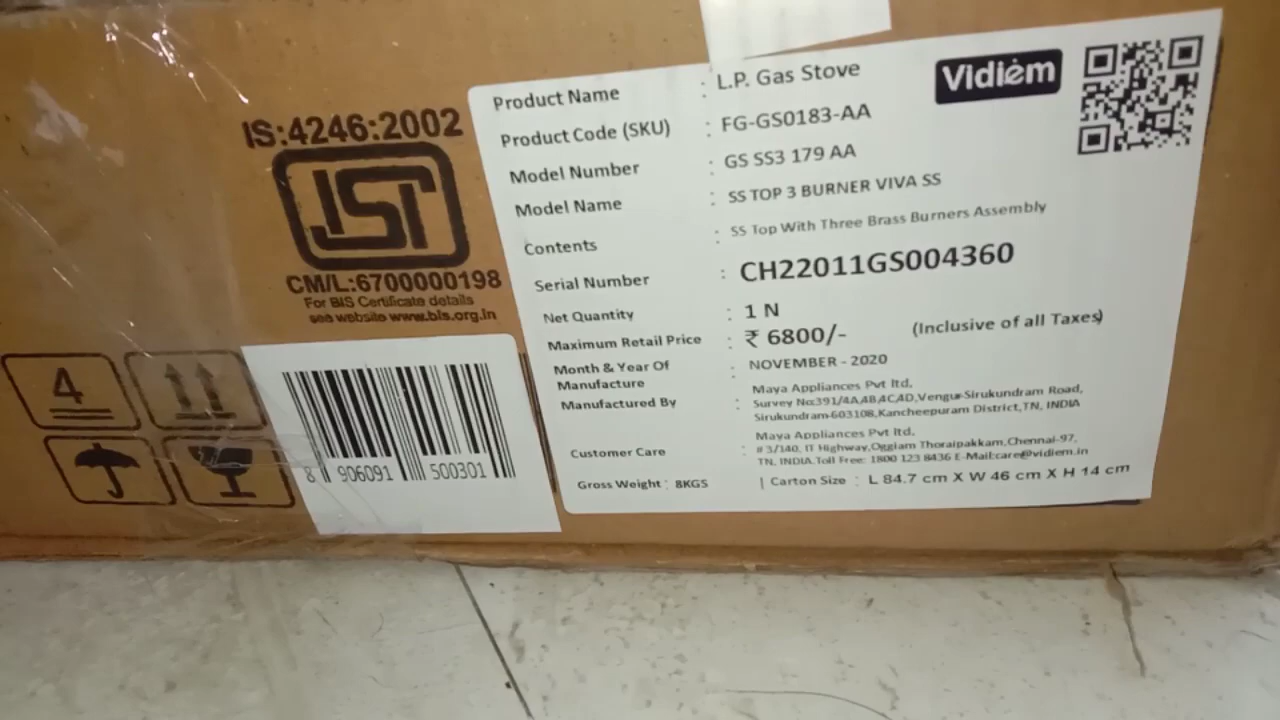 IS:4246:2002
ISI
CM/L:6700000198
For BIS Certificate details
see website www.bis.org.in
4
8 906091 500301
Vidiem
Product Name : L.P. Gas Stove
Product Code (SKU) : FG-GS0183-AA
Model Number : GS SS3 179 AA
Model Name : SS TOP 3 BURNER VIVA SS
Contents : SS Top With Three Brass Burners Assembly
Serial Number : CH22011GS004360
Net Quantity : 1 N
Maximum Retail Price : ₹ 6800/- (Inclusive of all Taxes)
Month & Year Of
Manufacture : NOVEMBER - 2020
Manufactured By : Maya Appliances Pvt ltd,
Survey No:391/4A,4B,4C,4D,Vengur-Sirukundram Road,
Sirukundram-603108,Kancheepuram District,TN, INDIA
Customer Care : Maya Appliances Pvt ltd.
# 3/140, IT Highway,Oggiam Thoraipakkam,Chennai-97,
TN, INDIA.Toll Free: 1800 123 8436 E-Mail:care@vidiem.in
Gross Weight : 8KGS | Carton Size : L 84.7 cm X W 46 cm X H 14 cm